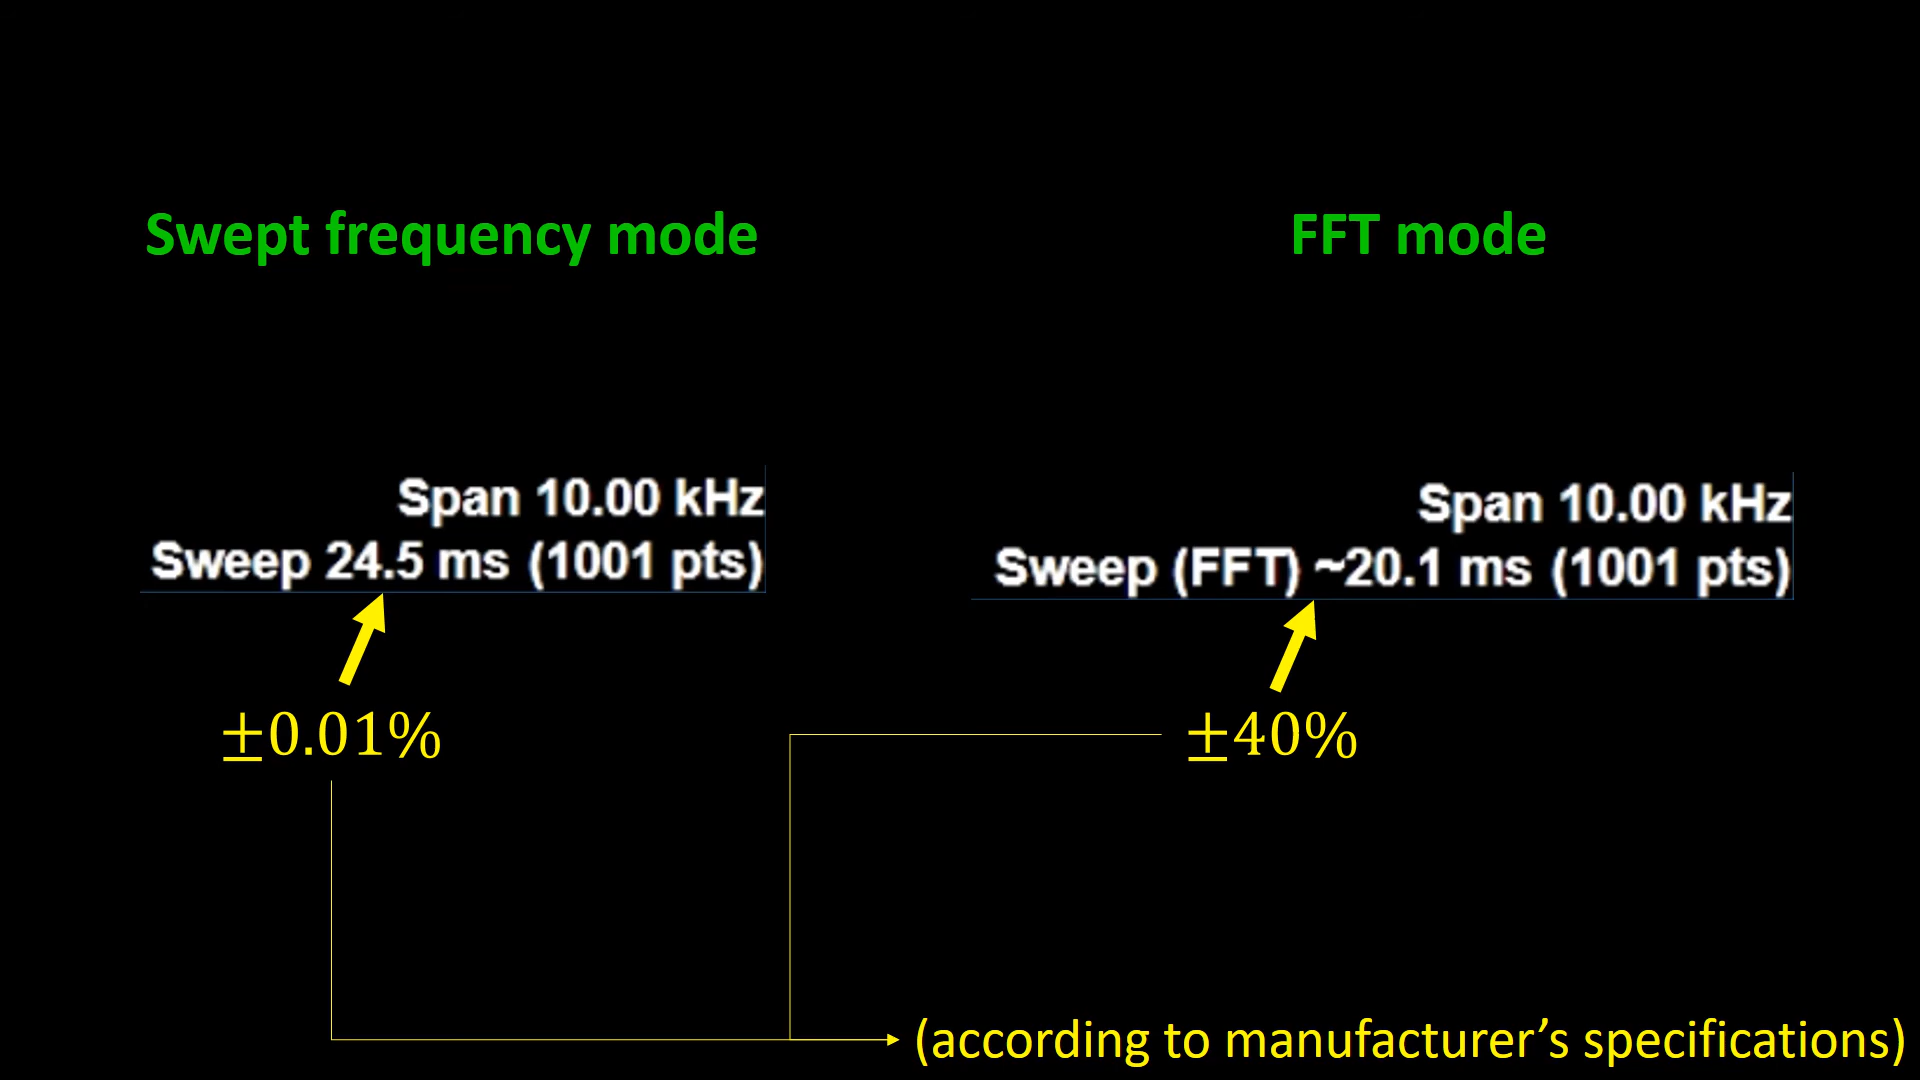 Swept frequency mode
FFT mode
Span 10.00 kHz
Sweep 24.5 ms (1001 pts)
Span 10.00 kHz
Sweep (FFT) ~20.1 ms (1001 pts)
±0.01%
±40%
(according to manufacturer’s specifications)